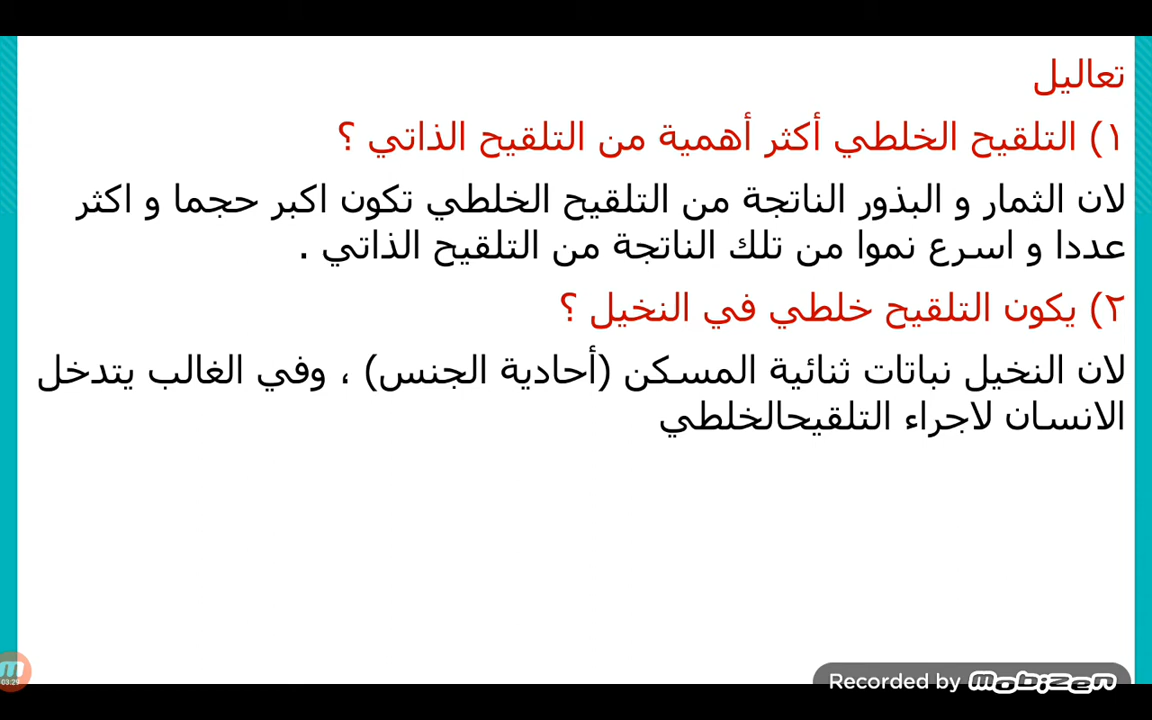 تعاليل
١) التلقيح الخلطي أكثر أهمية من التلقيح الذاتي ؟
لان الثمار و البذور الناتجة من التلقيح الخلطي تكون اكبر حجما و اكثر
عددا و اسرع نموا من تلك الناتجة من التلقيح الذاتي .
٢) يكون التلقيح خلطي في النخيل ؟
لان النخيل نباتات ثنائية المسكن (أحادية الجنس) ، وفي الغالب يتدخل
الانسان لاجراء التلقيحالخلطي
03:29
Recorded by mobizen